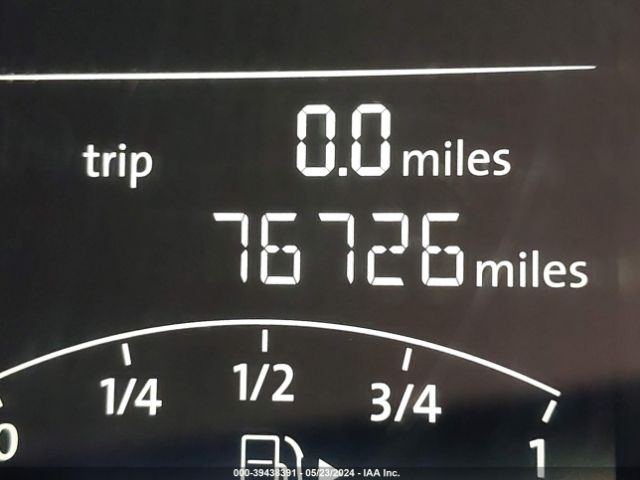 trip 0.0 miles
76726 miles
0 1/4 1/2 3/4 1
000-39438391 - 05/23/2024 - IAA Inc.